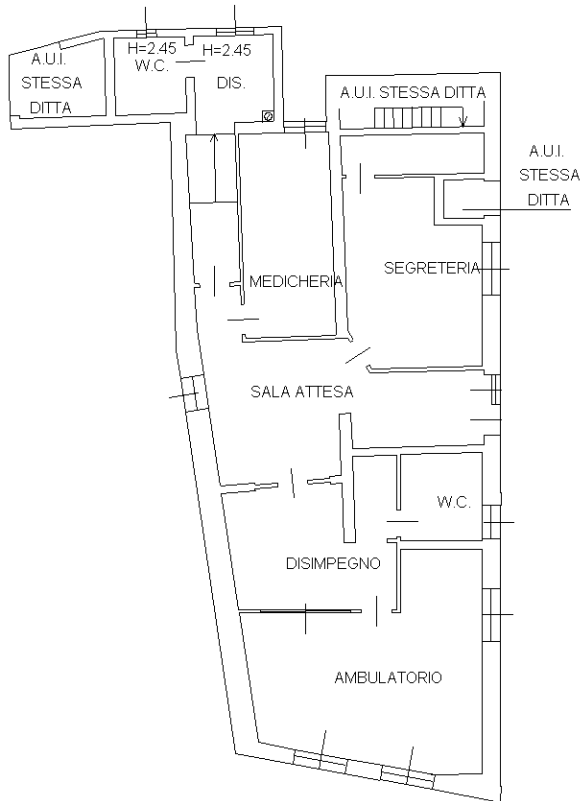 H=2.45
H=2.45
W.C.
A.U.I.
STESSA
DITTA
DIS.
A.U.I. STESSA DITTA
A.U.I.
STESSA
DITTA
MEDICHERIA
SEGRETERIA
SALA ATTESA
W.C.
DISIMPEGNO
AMBULATORIO